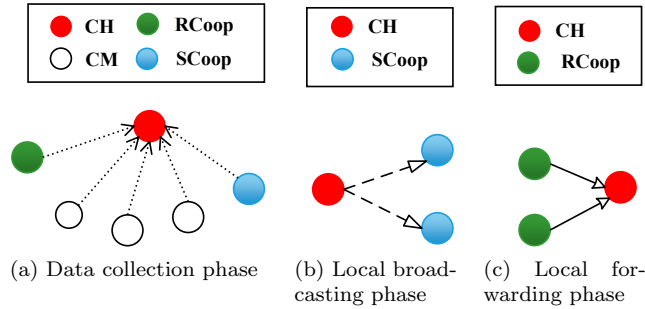 CH RCoop
CM SCoop
CH
SCoop
CH
RCoop
(a) Data collection phase
(b) Local broad-
casting phase
(c) Local for-
warding phase